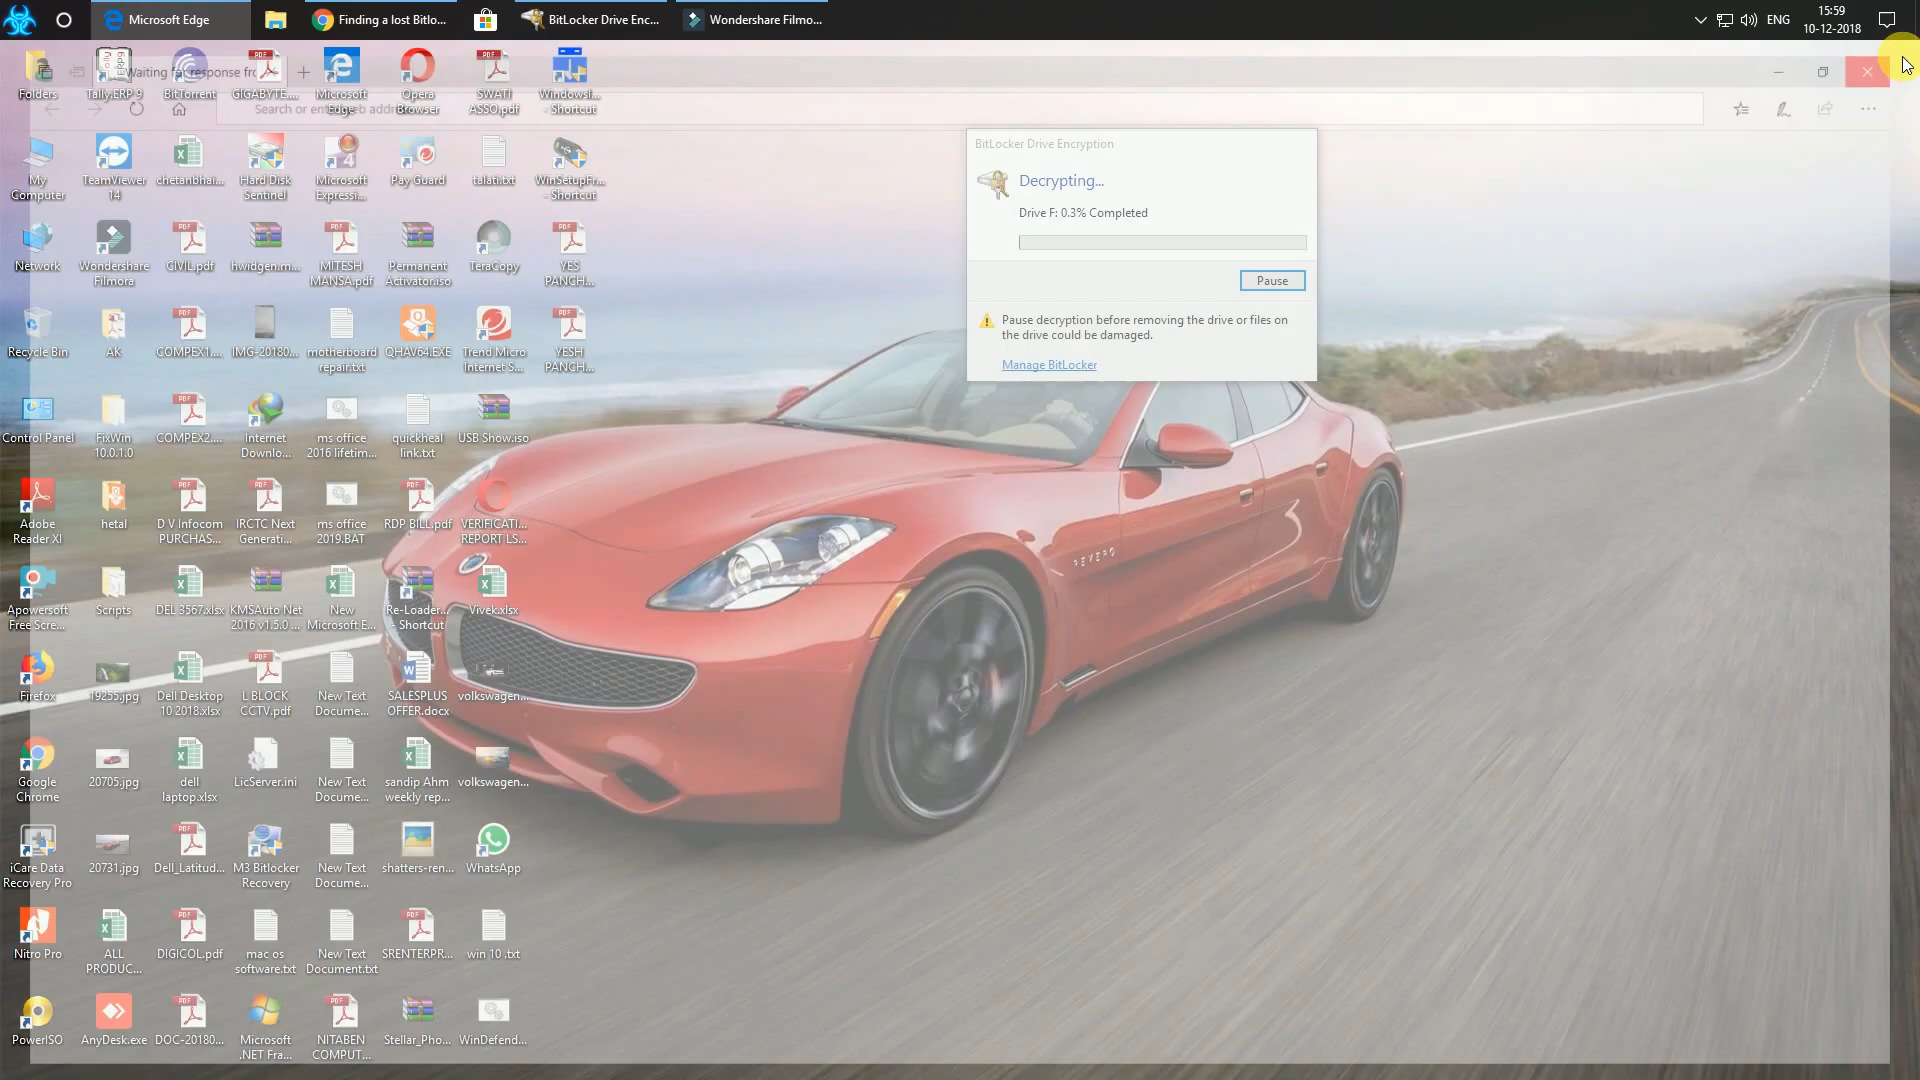 Microsoft Edge
Finding a lost Bitlo...
BitLocker Drive Enc...
Wondershare Filmo...
ENG
15:59
10-12-2018
Waiting for response fro
Search or enter web address
BitLocker Drive Encryption
Decrypting...
Drive F: 0.3% Completed
Pause
Pause decryption before removing the drive or files on
the drive could be damaged.
Manage BitLocker
Folders
Tally.ERP 9
BitTorrent
GIGABYTE....
Microsoft
Edge
Opera
Browser
SWATI
ASSO.pdf
WindowsI...
- Shortcut
My
Computer
TeamViewer
14
chetanbhai...
Hard Disk
Sentinel
Microsoft
Expressi...
Pay Guard
talati.txt
WinSetupFr...
- Shortcut
Network
Wondershare
Filmora
CIVIL.pdf
hwidgen.m...
MITESH
MANSA.pdf
Permanent
Activator.iso
TeraCopy
YES
PANCH...
Recycle Bin
AK
COMPEX1....
IMG-20180...
motherboard
repair.txt
QHAV64.EXE
Trend Micro
Internet S...
YESH
PANCH...
Control Panel
FixWin
10.0.1.0
COMPEX2....
Internet
Downlo...
ms office
2016 lifetim...
quickheal
link.txt
USB Show.iso
Adobe
Reader XI
hetal
D V Infocom
PURCHAS...
IRCTC Next
Generati...
ms office
2019.BAT
RDP BILL.pdf
VERIFICATI...
REPORT LS...
Apowersoft
Free Scre...
Scripts
DEL 3567.xlsx
KMSAuto Net
2016 v1.5.0 ...
New
Microsoft E...
Re-Loader...
- Shortcut
Vivek.xlsx
Firefox
19255.jpg
Dell Desktop
10 2018.xlsx
L BLOCK
CCTV.pdf
New Text
Docume...
SALESPLUS
OFFER.docx
volkswagen...
Google
Chrome
20705.jpg
dell
laptop.xlsx
LicServer.ini
New Text
Docume...
sandip Ahm
weekly rep...
volkswagen...
iCare Data
Recovery Pro
20731.jpg
Dell_Latitud...
M3 Bitlocker
Recovery
New Text
Docume...
shatters-ren...
WhatsApp
Nitro Pro
ALL
PRODUC...
DIGICOL.pdf
mac os
software.txt
New Text
Document.txt
SRENTERPR...
win 10 .txt
PowerISO
AnyDesk.exe
DOC-20180...
Microsoft
.NET Fra...
NITABEN
COMPUT...
Stellar_Pho...
WinDefend...